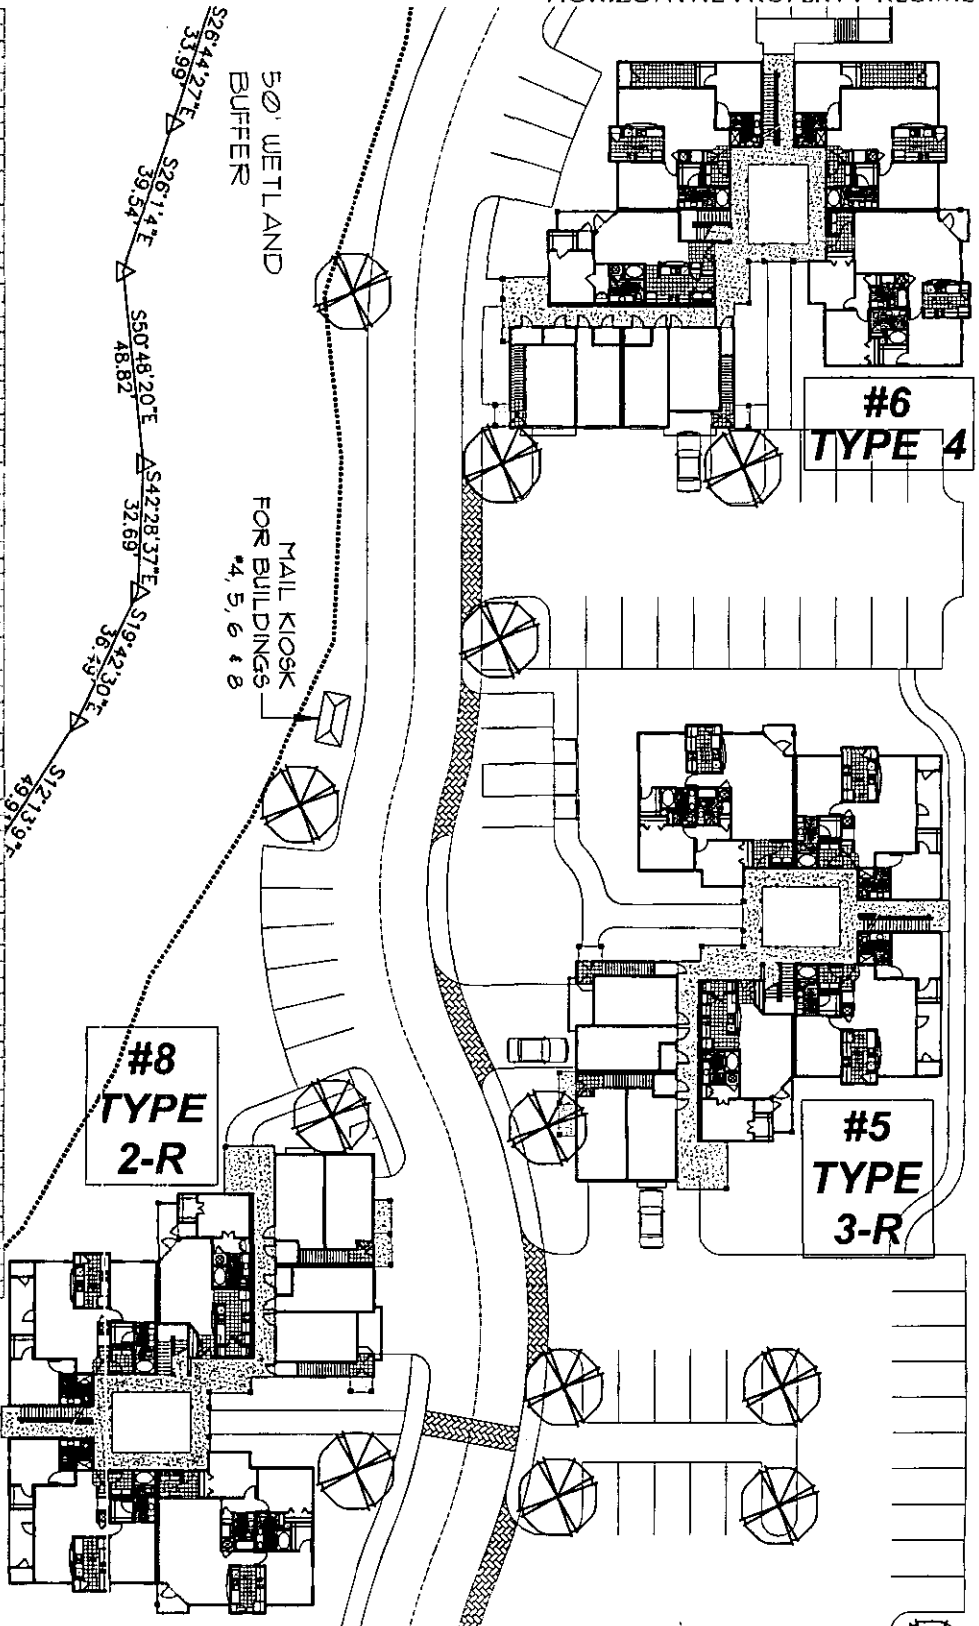 S26°44'27"E
33.99'
S26°1'4"E
39.54'
S50°48'20"E
48.82'
S42°28'37"E
32.69'
S19°42'30"E
36.49'
S12°13'9"E
49.91'
50' WETLAND
BUFFER
MAIL KIOSK
FOR BUILDINGS
#4, 5, 6 & 8
#6
TYPE 4
#5
TYPE
3-R
#8
TYPE
2-R